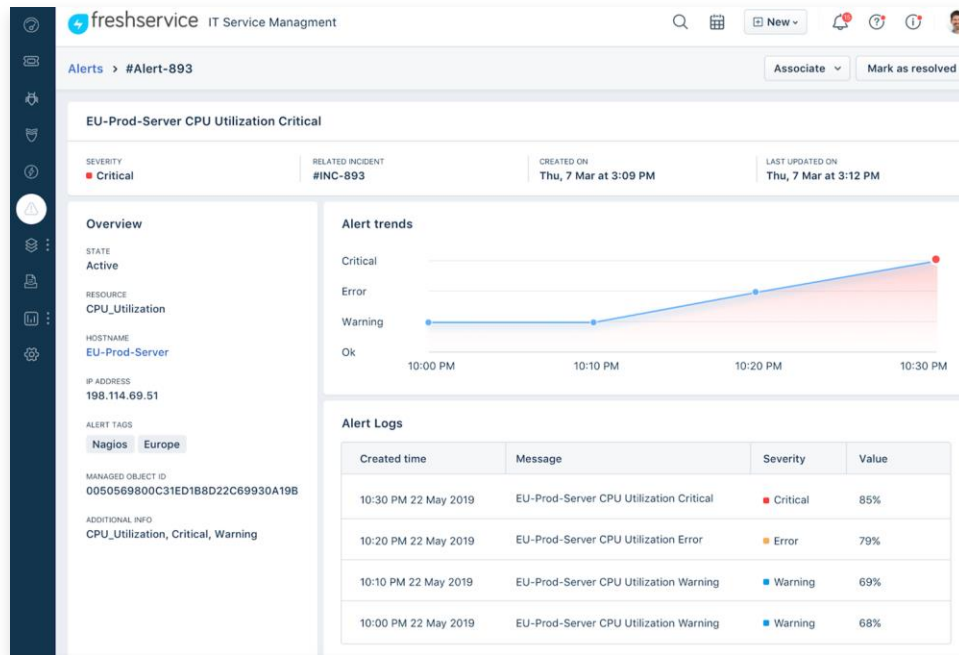 freshservice IT Service Managment
New
Alerts > #Alert-893
Associate
Mark as resolved
EU-Prod-Server CPU Utilization Critical
SEVERITY
Critical
RELATED INCIDENT
#INC-893
CREATED ON
Thu, 7 Mar at 3:09 PM
LAST UPDATED ON
Thu, 7 Mar at 3:12 PM
Overview
STATE
Active
RESOURCE
CPU_Utilization
HOSTNAME
EU-Prod-Server
IP ADDRESS
198.114.69.51
ALERT TAGS
Nagios Europe
MANAGED OBJECT ID
0050569800C31ED1B8D22C69930A19B
ADDITIONAL INFO
CPU_Utilization, Critical, Warning
Alert trends
Critical
Error
Warning
Ok
10:00 PM 10:10 PM 10:20 PM 10:30 PM
Alert Logs
Created time Message Severity Value
10:30 PM 22 May 2019 EU-Prod-Server CPU Utilization Critical Critical 85%
10:20 PM 22 May 2019 EU-Prod-Server CPU Utilization Error Error 79%
10:10 PM 22 May 2019 EU-Prod-Server CPU Utilization Warning Warning 69%
10:00 PM 22 May 2019 EU-Prod-Server CPU Utilization Warning Warning 68%